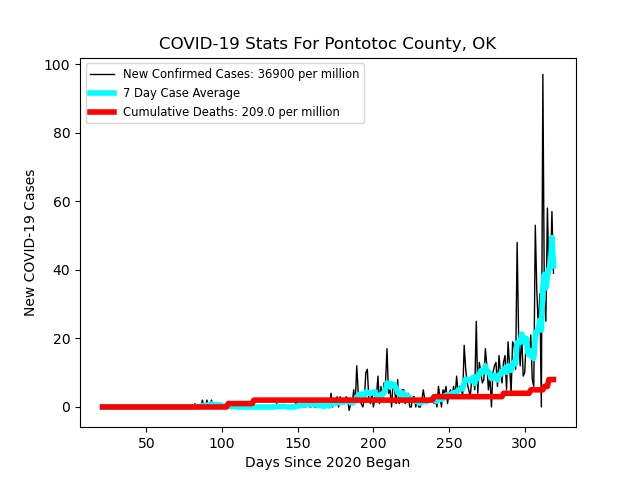 COVID-19 Stats For Pontotoc County, OK
New Confirmed Cases: 36900 per million
7 Day Case Average
Cumulative Deaths: 209.0 per million
100
80
60
40
20
0
New COVID-19 Cases
50 100 150 200 250 300
Days Since 2020 Began